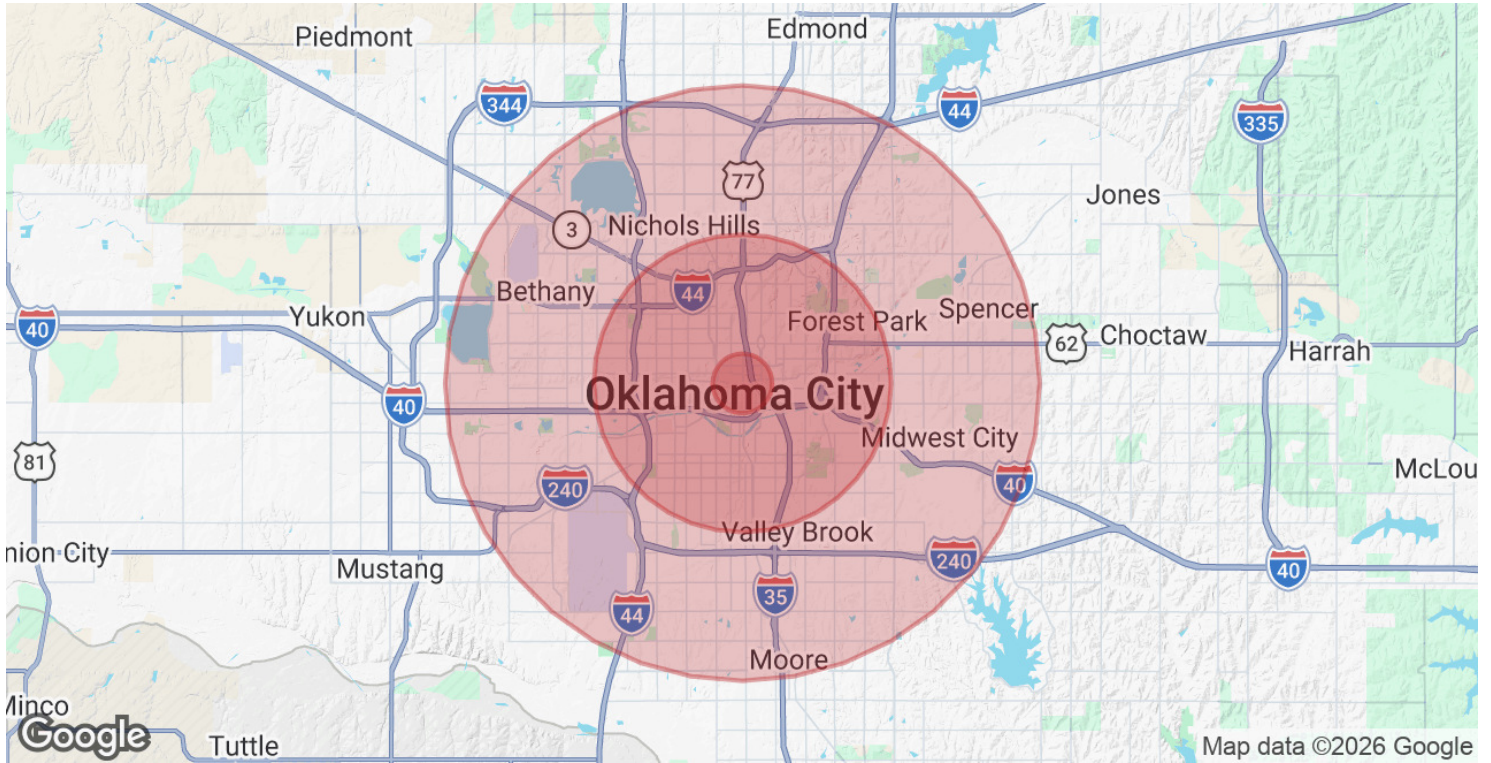 Piedmont
Edmond
344
44
335
77
Jones
3
Nichols Hills
44
Bethany
Spencer
Yukon
40
Forest Park
62
Choctaw
Harrah
Oklahoma City
40
Midwest City
81
McLou
240
40
Valley Brook
nion City
Mustang
240
40
35
44
Moore
Minco
Google
Tuttle
Map data ©2026 Google